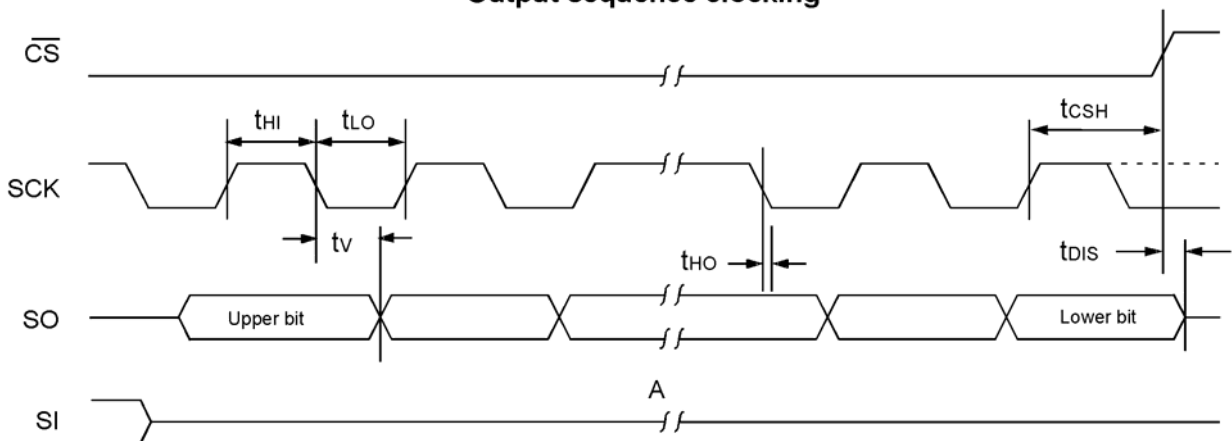 Output sequence clocking
CS
tHI tLO tCSH
SCK
tV tHO tDIS
SO Upper bit Lower bit
A
SI